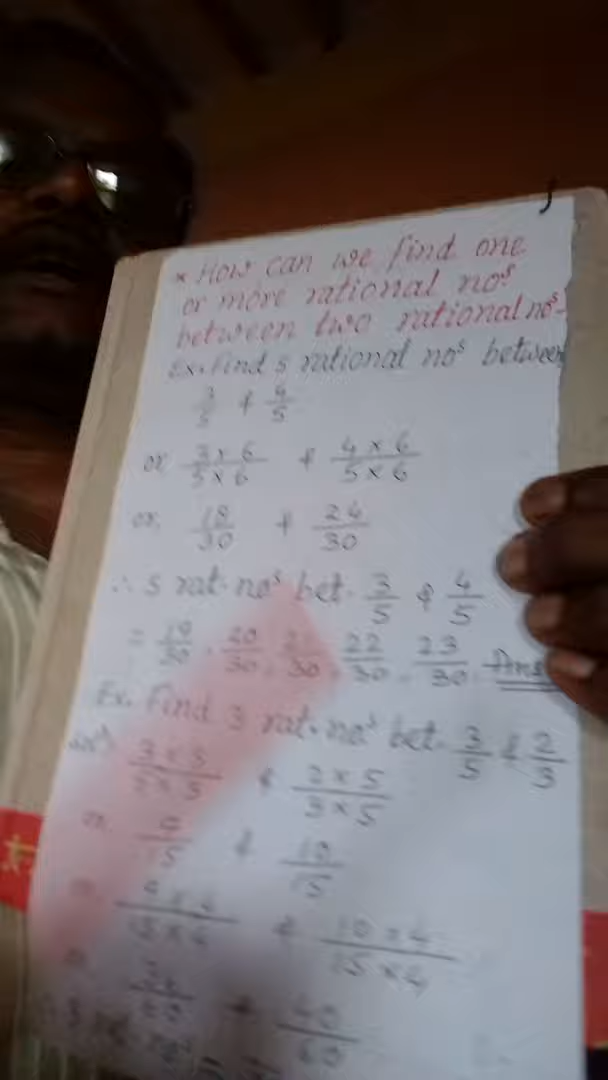 * How can we find one
or more rational noˢ
between two rational noˢ-
Ex. Find 5 rational noˢ between
3/5 & 4/5
or 3×6/5×6 & 4×6/5×6
or, 18/30 & 24/30
∴ 5 rat. noˢ bet. 3/5 & 4/5
= 19/30, 20/30, 21/30, 22/30, 23/30. Ans
Ex. Find 3 rat. noˢ bet. 3/5 & 2/3
3×3/5×3 & 2×5/3×5
or, 9/15 & 10/15
9×4/15×4 & 10×4/15×4
& 40/60